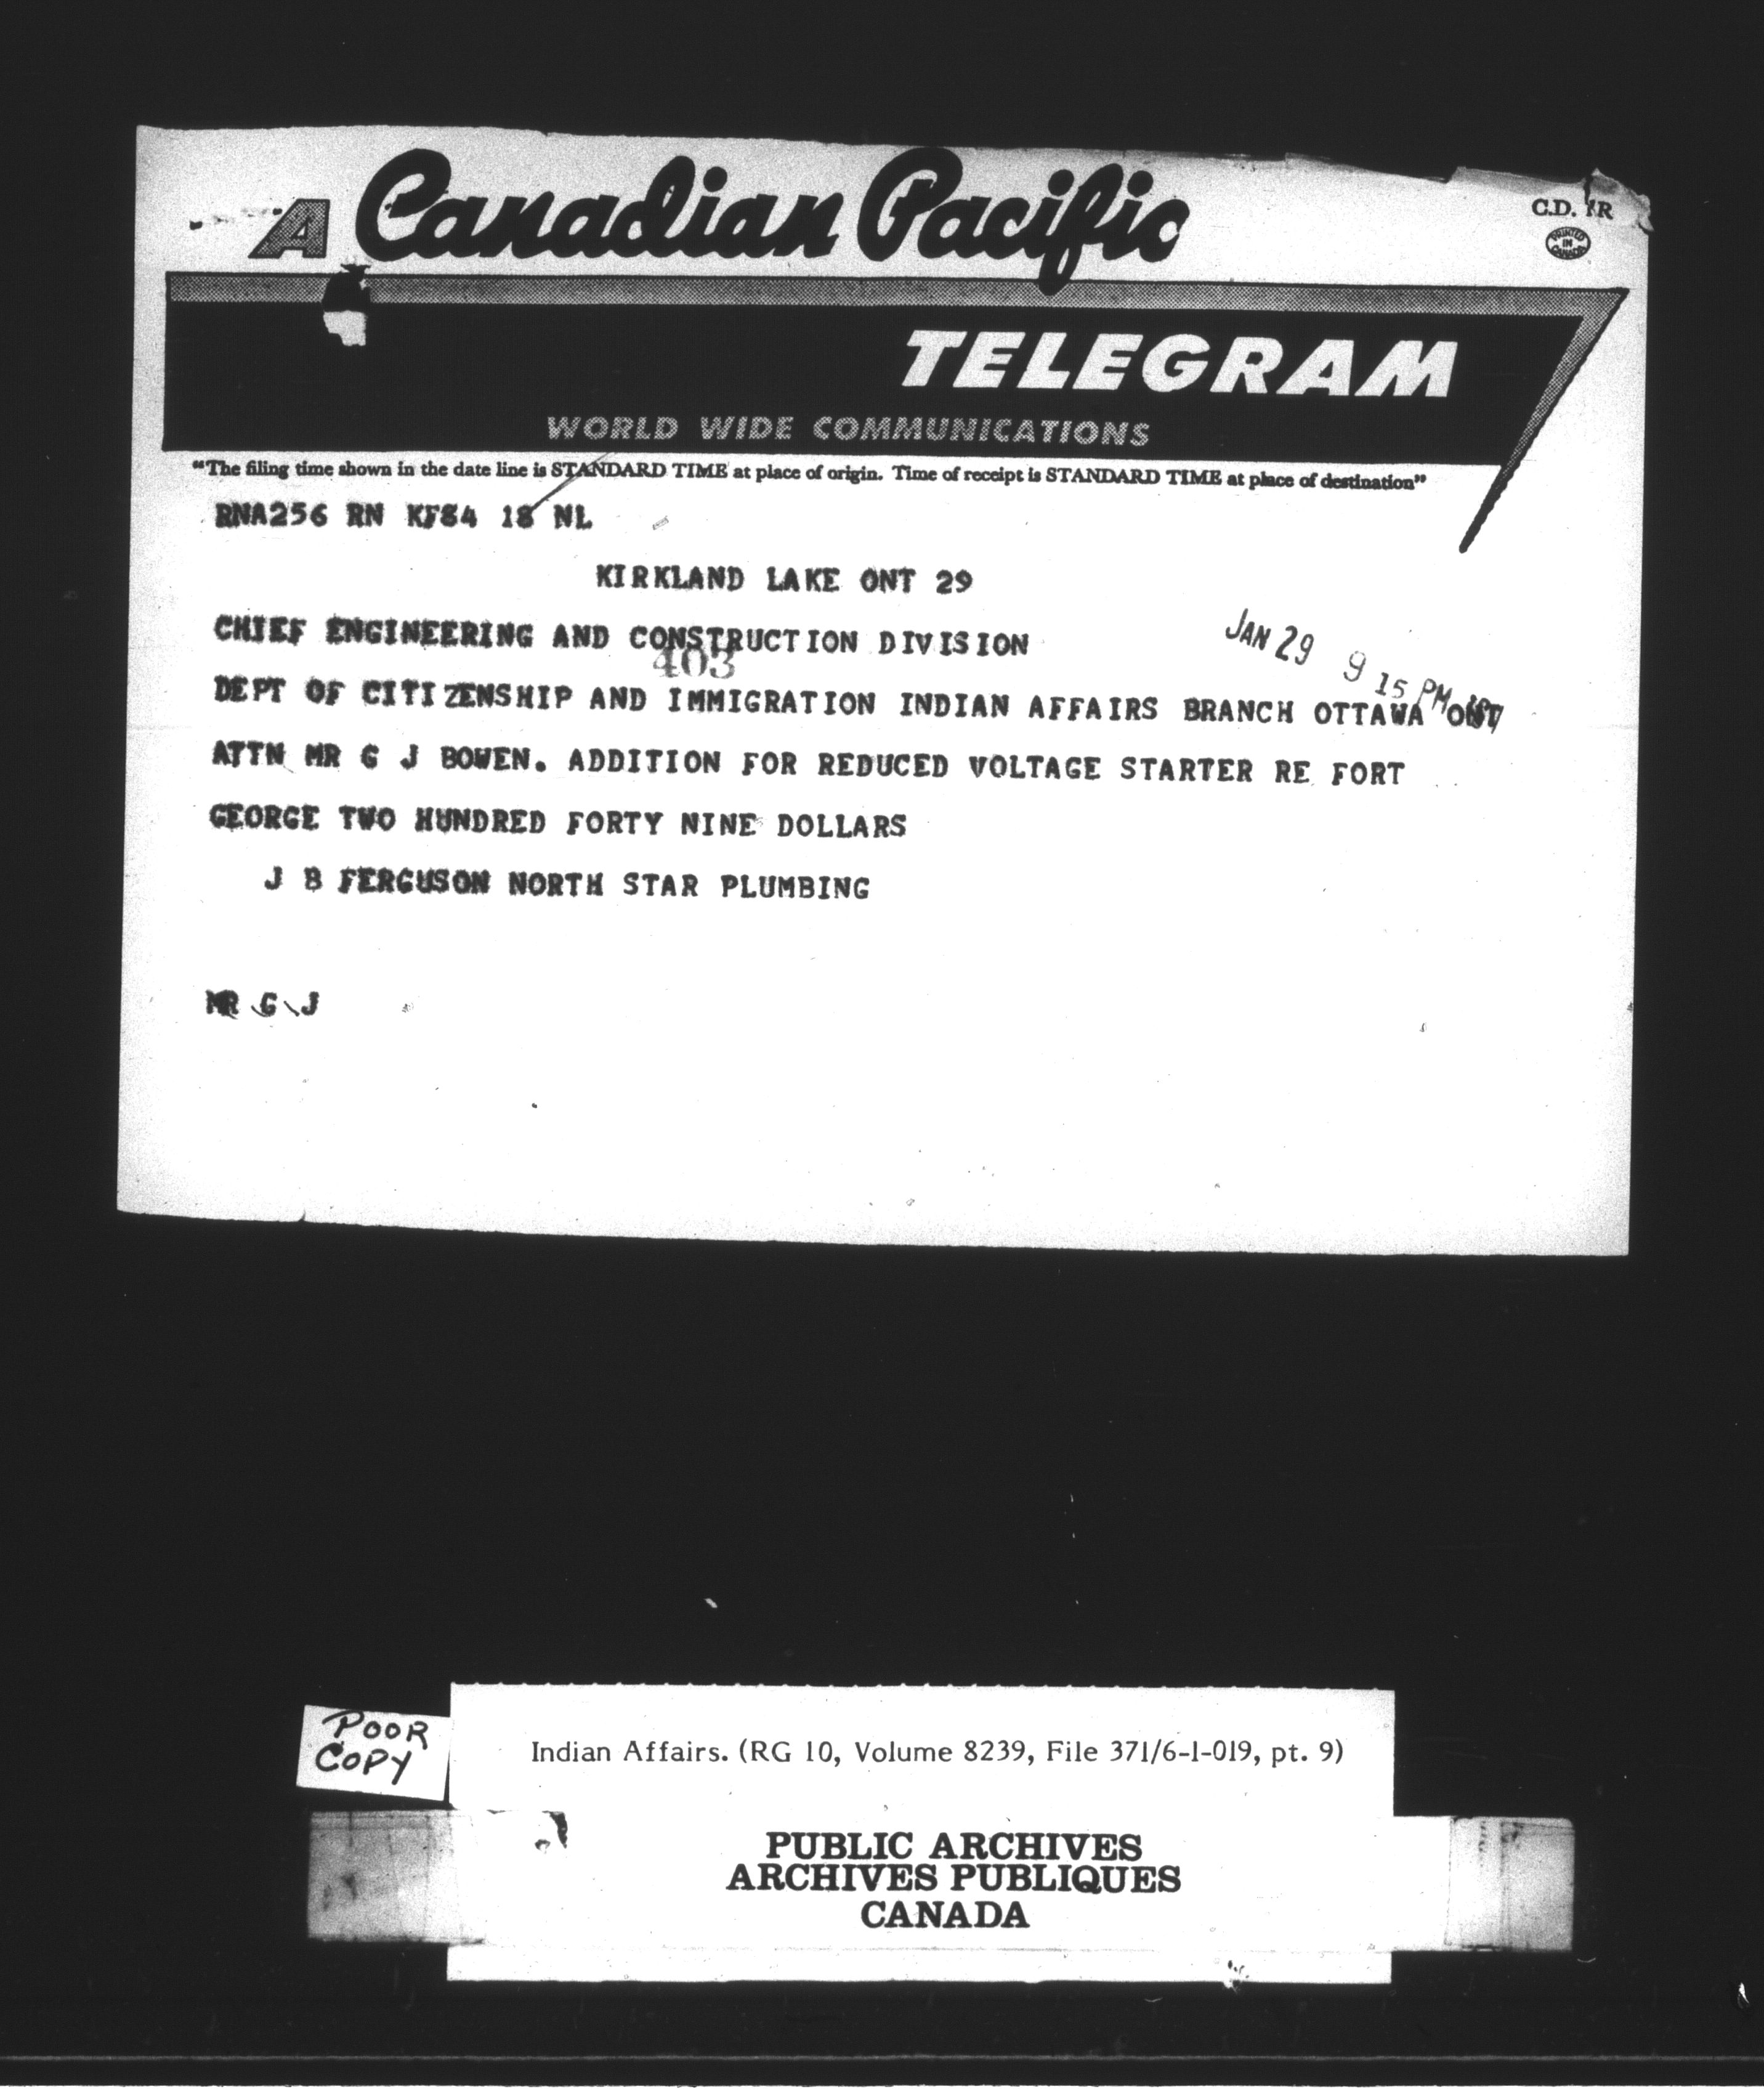 A Canadian Pacific
C.D. 1R
PRINTED IN CANADA
TELEGRAM
WORLD WIDE COMMUNICATIONS
"The filing time shown in the date line is STANDARD TIME at place of origin. Time of receipt is STANDARD TIME at place of destination"
RNA256 RN KF84 18 NL
KIRKLAND LAKE ONT 29
CHIEF ENGINEERING AND CONSTRUCTION DIVISION
JAN 29 9 15 PM
403
DEPT OF CITIZENSHIP AND IMMIGRATION INDIAN AFFAIRS BRANCH OTTAWA
ATTN MR G J BOWEN. ADDITION FOR REDUCED VOLTAGE STARTER RE FORT
GEORGE TWO HUNDRED FORTY NINE DOLLARS
J B FERGUSON NORTH STAR PLUMBING
MR G J
POOR
COPY
Indian Affairs. (RG 10, Volume 8239, File 371/6-1-019, pt. 9)
PUBLIC ARCHIVES
ARCHIVES PUBLIQUES
CANADA